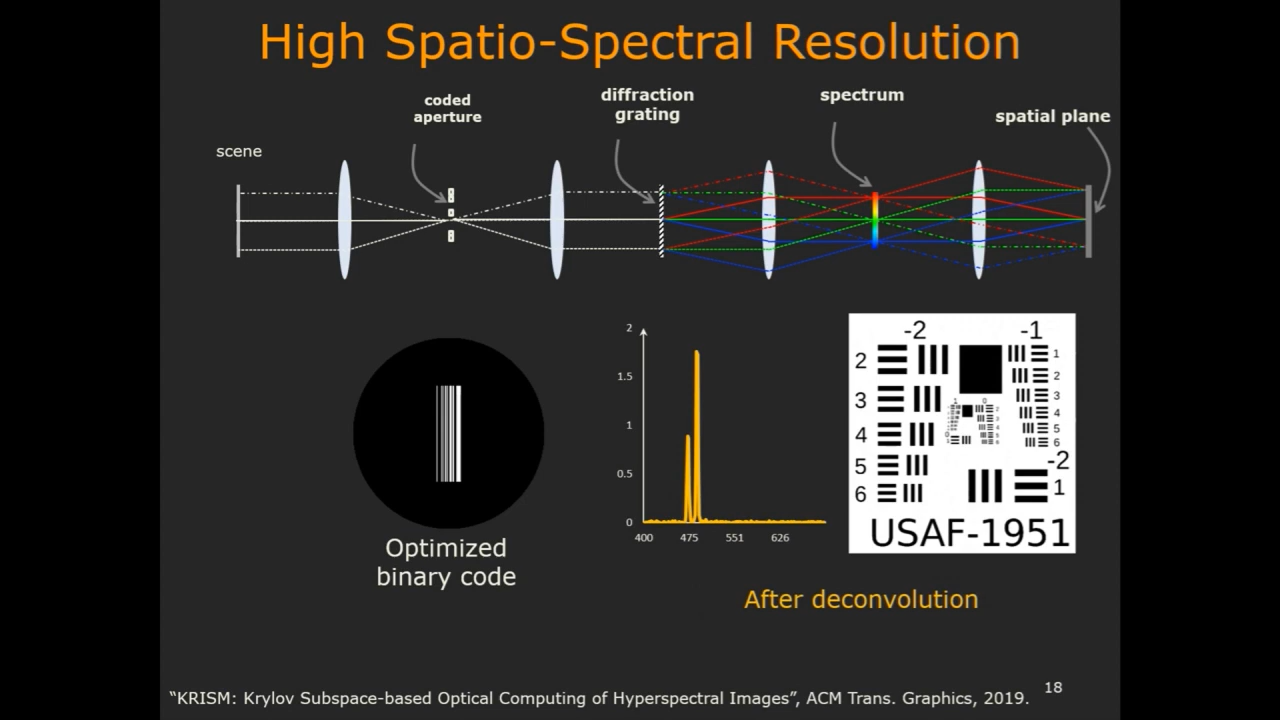 High Spatio-Spectral Resolution
coded
aperture
diffraction
grating
spectrum
spatial plane
scene
2
1.5
1
0.5
0
400 475 551 626
-2 -1
2
3
4
5
6
1
2
3
4
5
6
-2
1
USAF-1951
Optimized
binary code
After deconvolution
“KRISM: Krylov Subspace-based Optical Computing of Hyperspectral Images”, ACM Trans. Graphics, 2019.
18